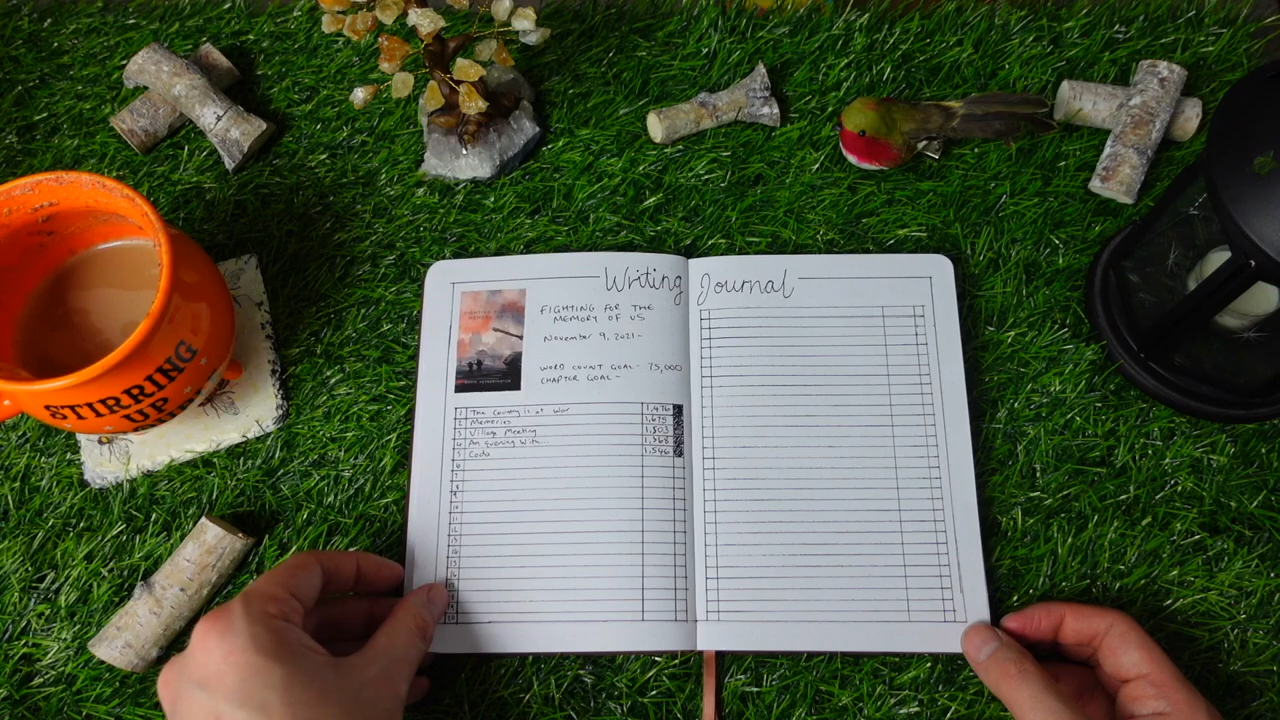 Writing Journal
FIGHTING FOR THE
MEMORY OF US
November 9, 2021-
WORD COUNT GOAL- 75,000
CHAPTER GOAL-
1 The Country is at War 1,476
2 Memories 1,675
3 Village Meeting 1,503
4 An Evening With... 1,368
5 Coda 1,546
6
7
8
9
10
11
12
13
14
15
16
17
18
19
20
STIRRING
UP